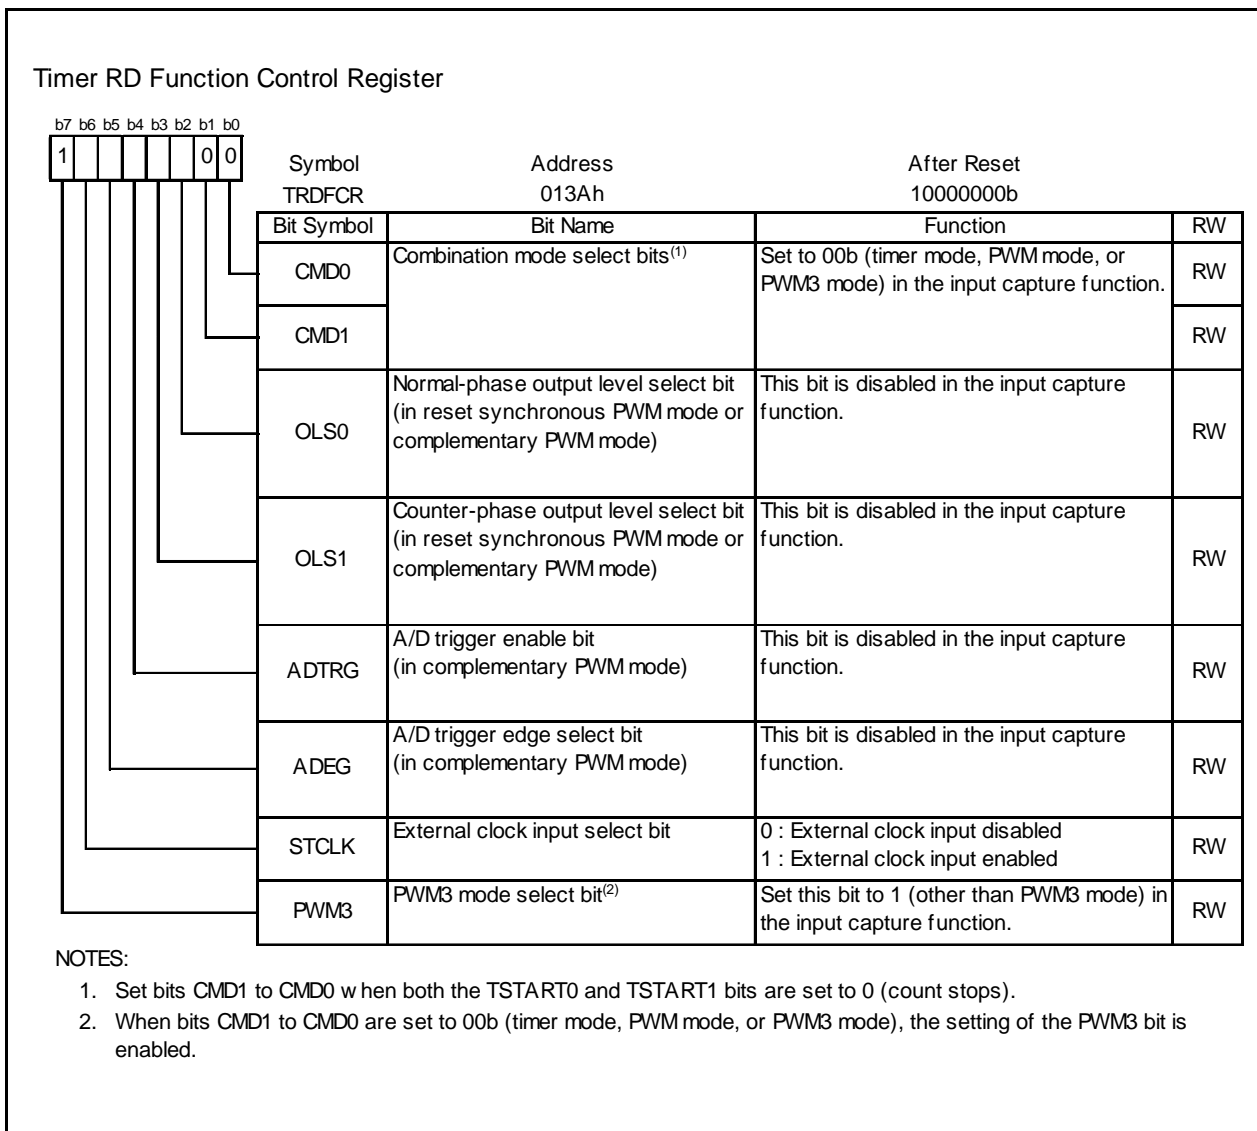 Timer RD Function Control Register
b7 b6 b5 b4 b3 b2 b1 b0
1 0 0
Symbol Address After Reset
TRDFCR 013Ah 10000000b
Bit Symbol Bit Name Function RW
CMD0 Combination mode select bits(1) Set to 00b (timer mode, PWM mode, or
PWM3 mode) in the input capture function. RW
CMD1 RW
OLS0 Normal-phase output level select bit
(in reset synchronous PWM mode or
complementary PWM mode) This bit is disabled in the input capture
function. RW
OLS1 Counter-phase output level select bit
(in reset synchronous PWM mode or
complementary PWM mode) This bit is disabled in the input capture
function. RW
ADTRG A/D trigger enable bit
(in complementary PWM mode) This bit is disabled in the input capture
function. RW
ADEG A/D trigger edge select bit
(in complementary PWM mode) This bit is disabled in the input capture
function. RW
STCLK External clock input select bit 0 : External clock input disabled
1 : External clock input enabled RW
PWM3 PWM3 mode select bit(2) Set this bit to 1 (other than PWM3 mode) in
the input capture function. RW
NOTES:
1. Set bits CMD1 to CMD0 w hen both the TSTART0 and TSTART1 bits are set to 0 (count stops).
2. When bits CMD1 to CMD0 are set to 00b (timer mode, PWM mode, or PWM3 mode), the setting of the PWM3 bit is
enabled.